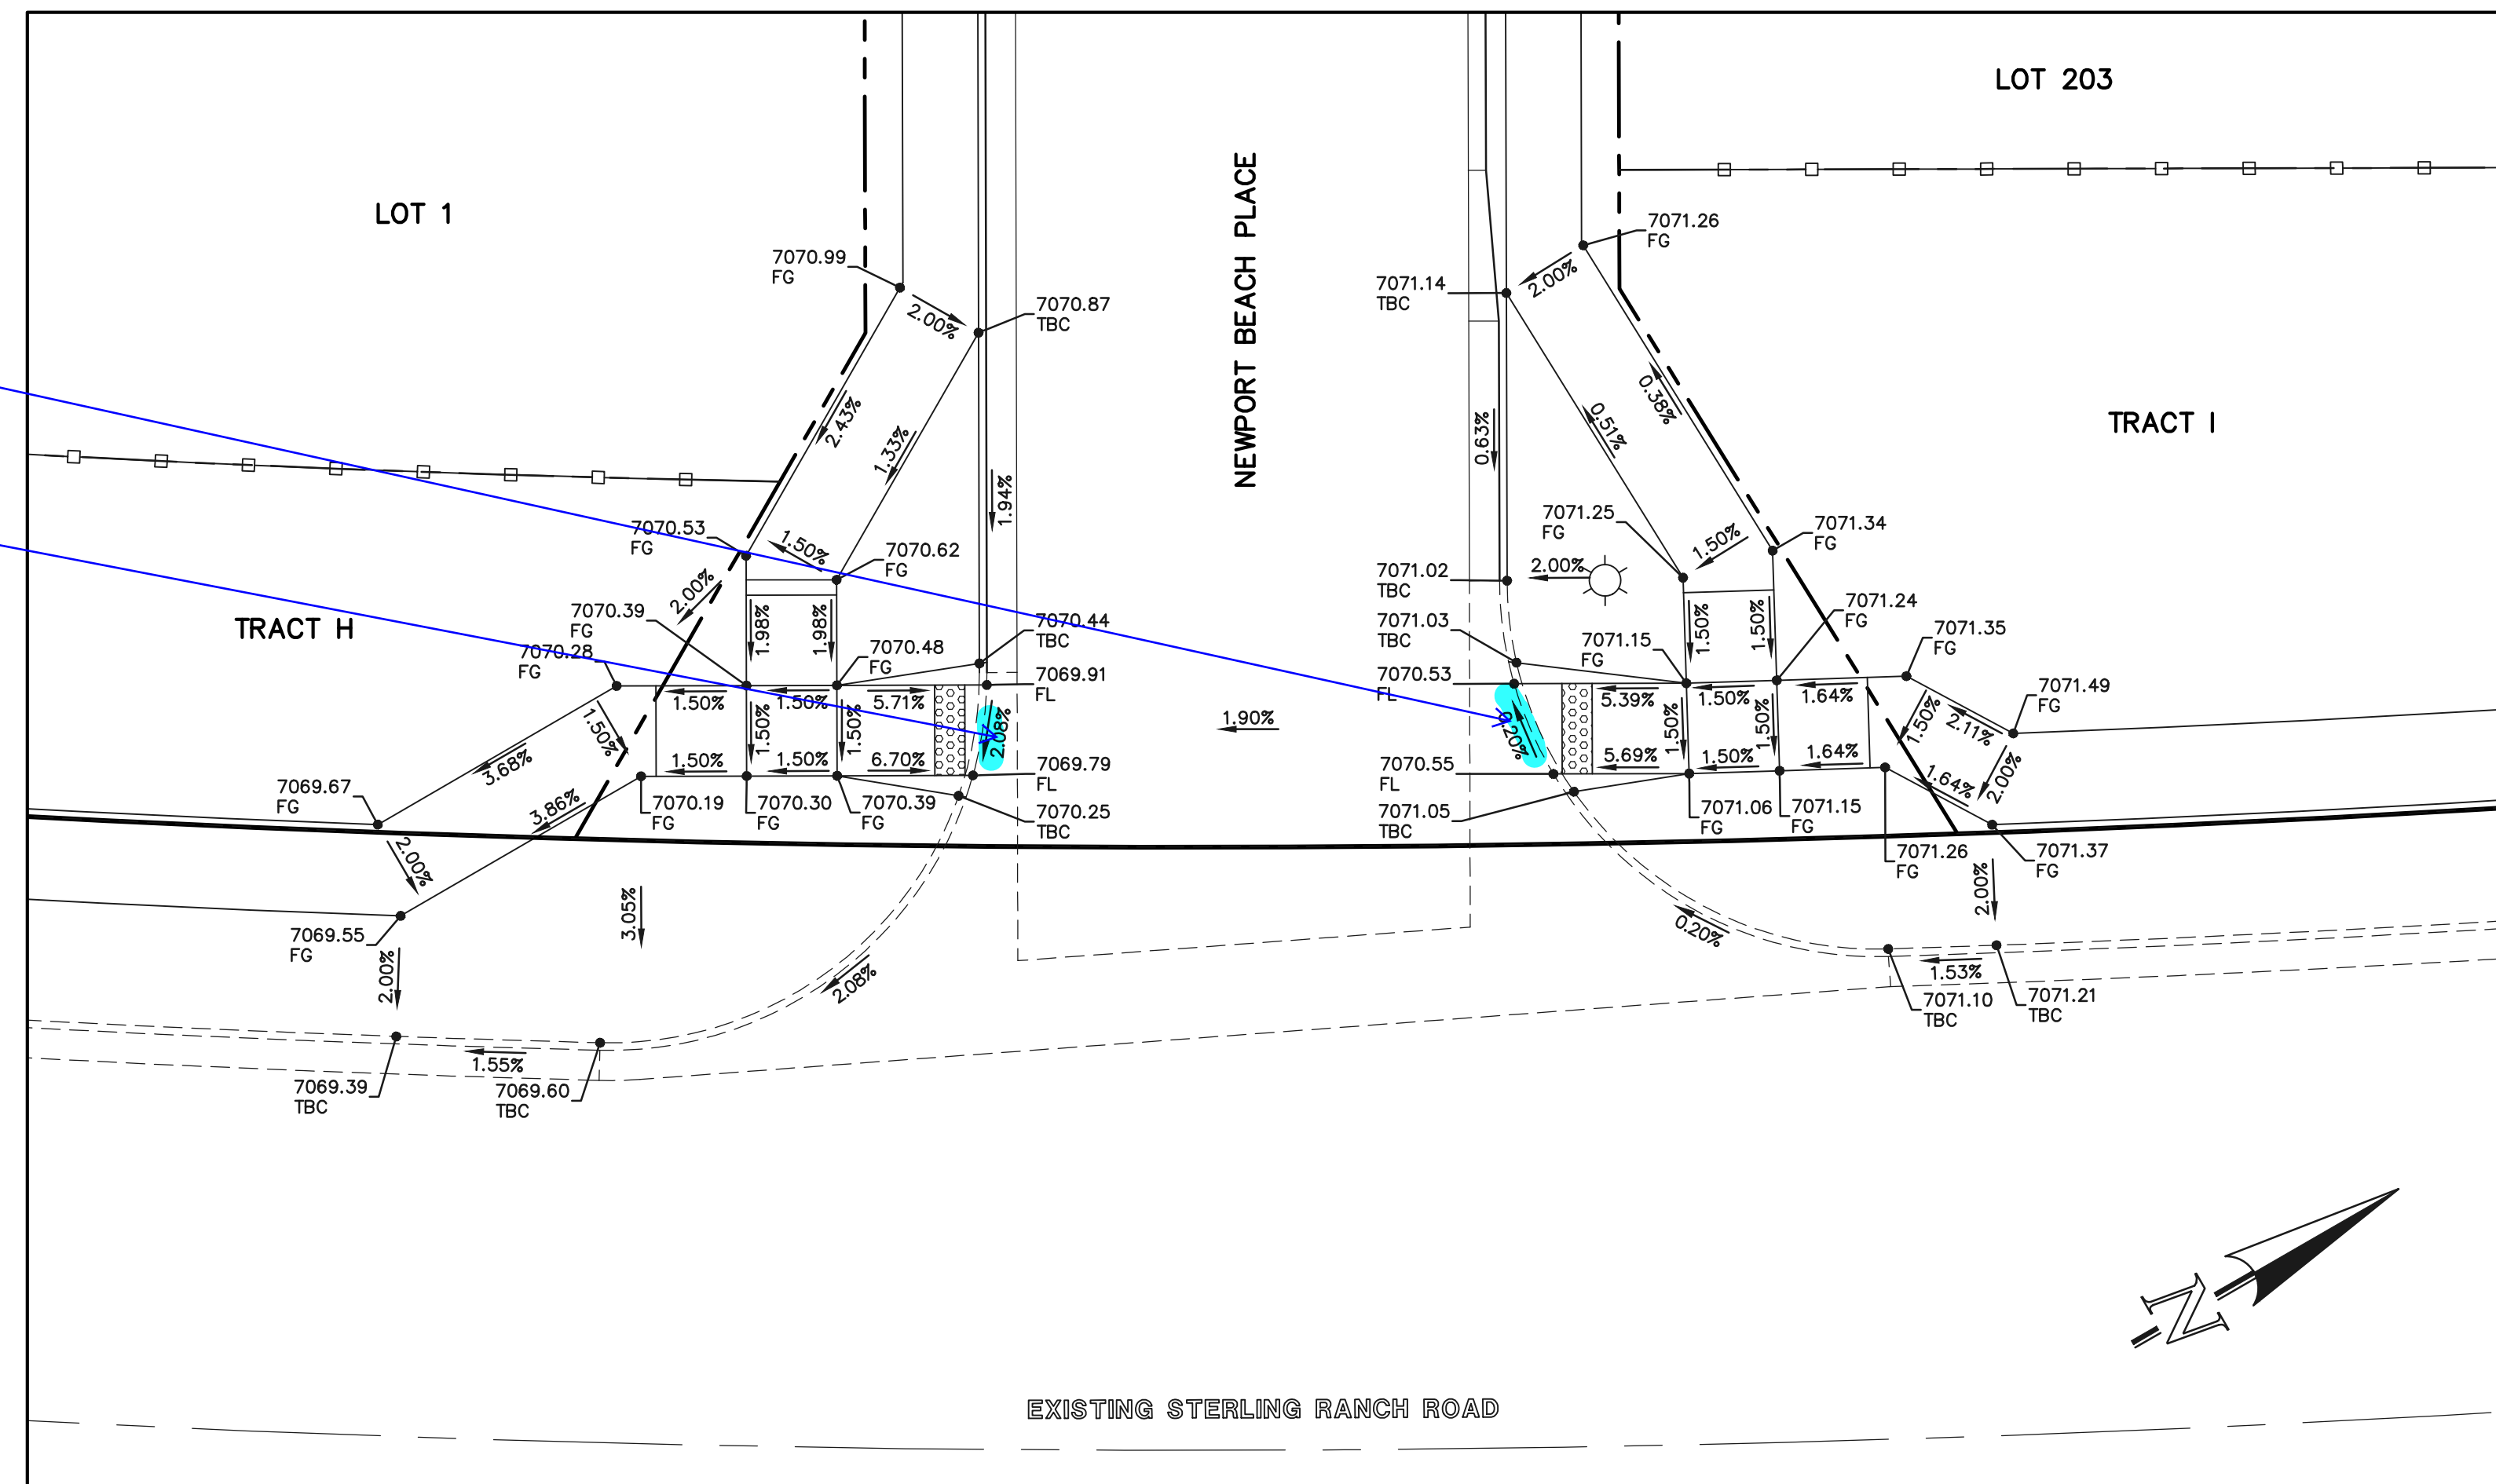 LOT 203
LOT 1
NEWPORT BEACH PLACE
7071.26
FG
7070.99
FG
2.00%
7070.87
TBC
7071.14
TBC
2.00%
2.43%
1.33%
1.94%
0.63%
0.51%
0.38%
TRACT I
7070.53
FG
1.50%
7070.62
FG
7071.25
FG
1.50%
7071.34
FG
2.00%
7071.02
TBC
2.00%
TRACT H
7070.39
FG
1.98%
1.98%
7070.44
TBC
7071.03
TBC
7071.15
FG
1.50%
1.50%
7071.24
FG
7071.35
FG
7070.28
FG
7070.48
FG
7069.91
FL
7070.53
FL
7071.49
FG
1.50%
1.50%
5.71%
5.39%
1.50%
1.64%
1.50%
1.50%
1.50%
2.08%
1.90%
0.20%
1.50%
1.50%
1.50%
2.11%
3.68%
1.50%
1.50%
6.70%
5.69%
1.50%
1.64%
1.64%
2.00%
7069.67
FG
3.86%
7070.19
FG
7070.30
FG
7070.39
FG
7069.79
FL
7070.25
TBC
7070.55
FL
7071.05
TBC
7071.06
FG
7071.15
FG
7071.26
FG
7071.37
FG
2.00%
3.05%
0.20%
2.00%
7069.55
FG
2.00%
2.08%
1.53%
7071.10
TBC
7071.21
TBC
1.55%
7069.39
TBC
7069.60
TBC
N
EXISTING STERLING RANCH ROAD